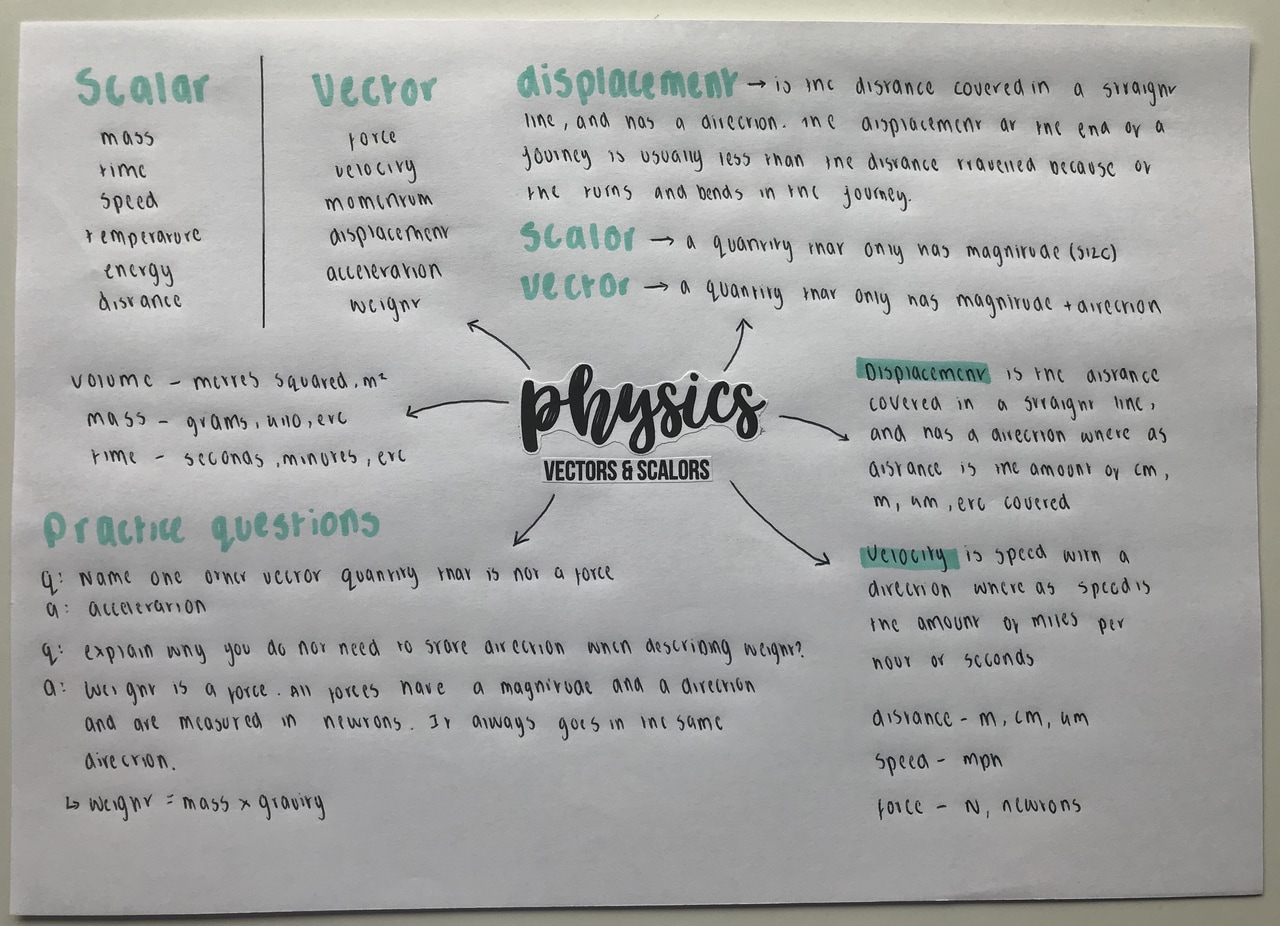 Scalar
mass
time
speed
temperature
energy
distance
Vector
force
velocity
momentum
displacement
acceleration
weight
displacement → is the distance covered in a straight
line, and has a direction. The displacement at the end of a
journey is usually less than the distance travelled because of
the turns and bends in the journey.
Scalor → a quantity that only has magnitude (size)
Vector → a quantity that only has magnitude + direction
volume - metres squared, m²
mass - grams, kilo, etc
time - seconds, minutes, etc
physics
VECTORS & SCALORS
Displacement is the distance
covered in a straight line,
and has a direction where as
distance is the amount of cm,
m, km, etc covered
Velocity is speed with a
direction where as speed is
the amount of miles per
hour or seconds
distance - m, cm, km
speed - mph
force - N, newtons
Practice questions
q: Name one other vector quantity that is not a force
a: acceleration
q: explain why you do not need to state direction when describing weight?
a: Weight is a force. All forces have a magnitude and a direction
and are measured in newtons. It always goes in the same
direction.
↳ weight = mass × gravity